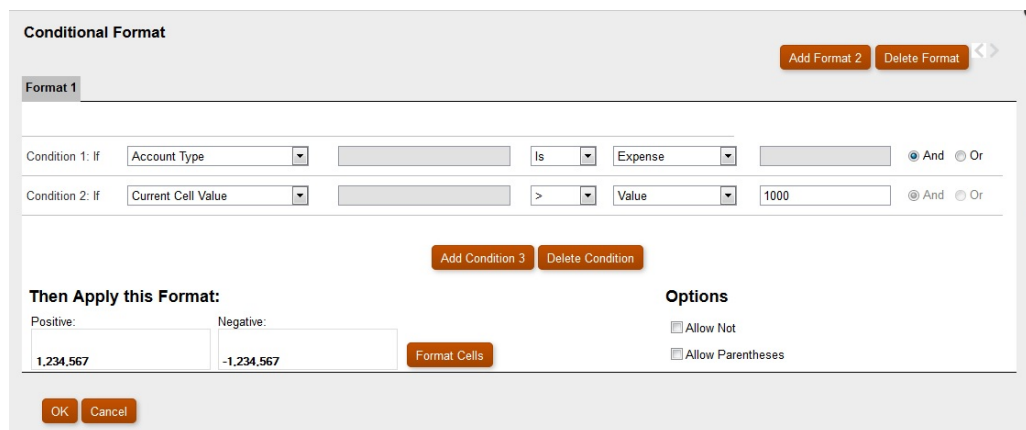 Conditional Format
Add Format 2 Delete Format
Format 1
Condition 1: If Account Type Is Expense And Or
Condition 2: If Current Cell Value > Value 1000 And Or
Add Condition 3 Delete Condition
Then Apply this Format: Options
Positive: Negative: Allow Not
1,234,567 -1,234,567 Format Cells Allow Parentheses
OK Cancel